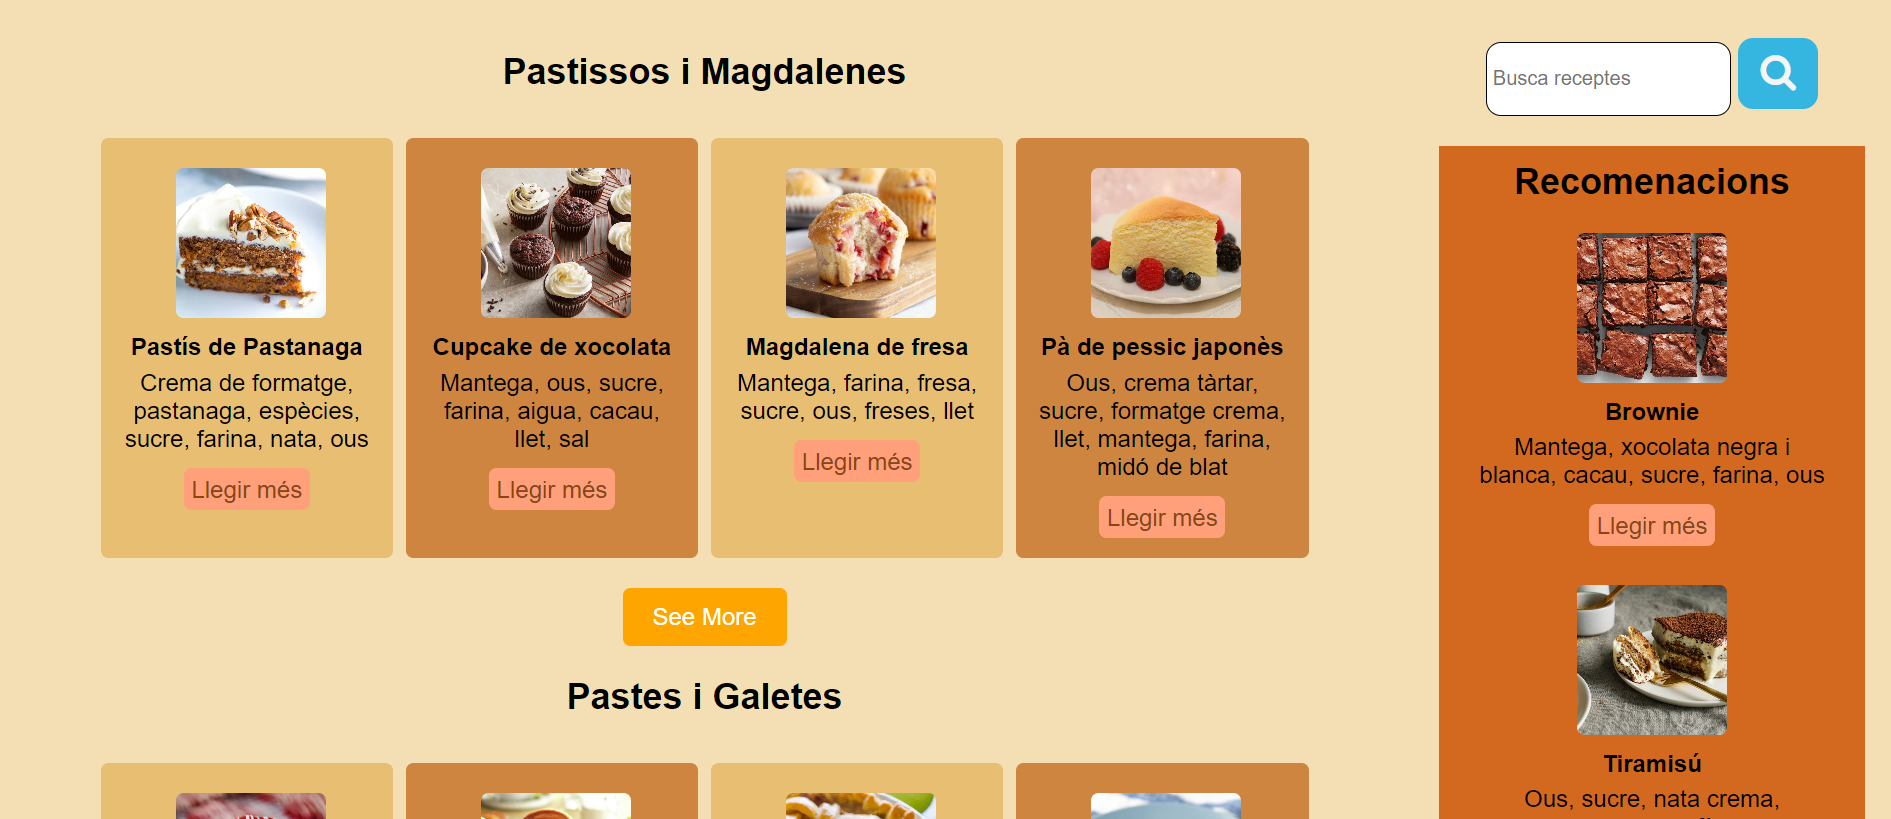 Pastissos i Magdalenes
Busca receptes
Pastís de Pastanaga
Crema de formatge,
pastanaga, espècies,
sucre, farina, nata, ous
Llegir més
Cupcake de xocolata
Mantega, ous, sucre,
farina, aigua, cacau,
llet, sal
Llegir més
Magdalena de fresa
Mantega, farina, fresa,
sucre, ous, freses, llet
Llegir més
Pà de pessic japonès
Ous, crema tàrtar,
sucre, formatge crema,
llet, mantega, farina,
midó de blat
Llegir més
See More
Pastes i Galetes
Recomenacions
Brownie
Mantega, xocolata negra i
blanca, cacau, sucre, farina, ous
Llegir més
Tiramisú
Ous, sucre, nata crema,